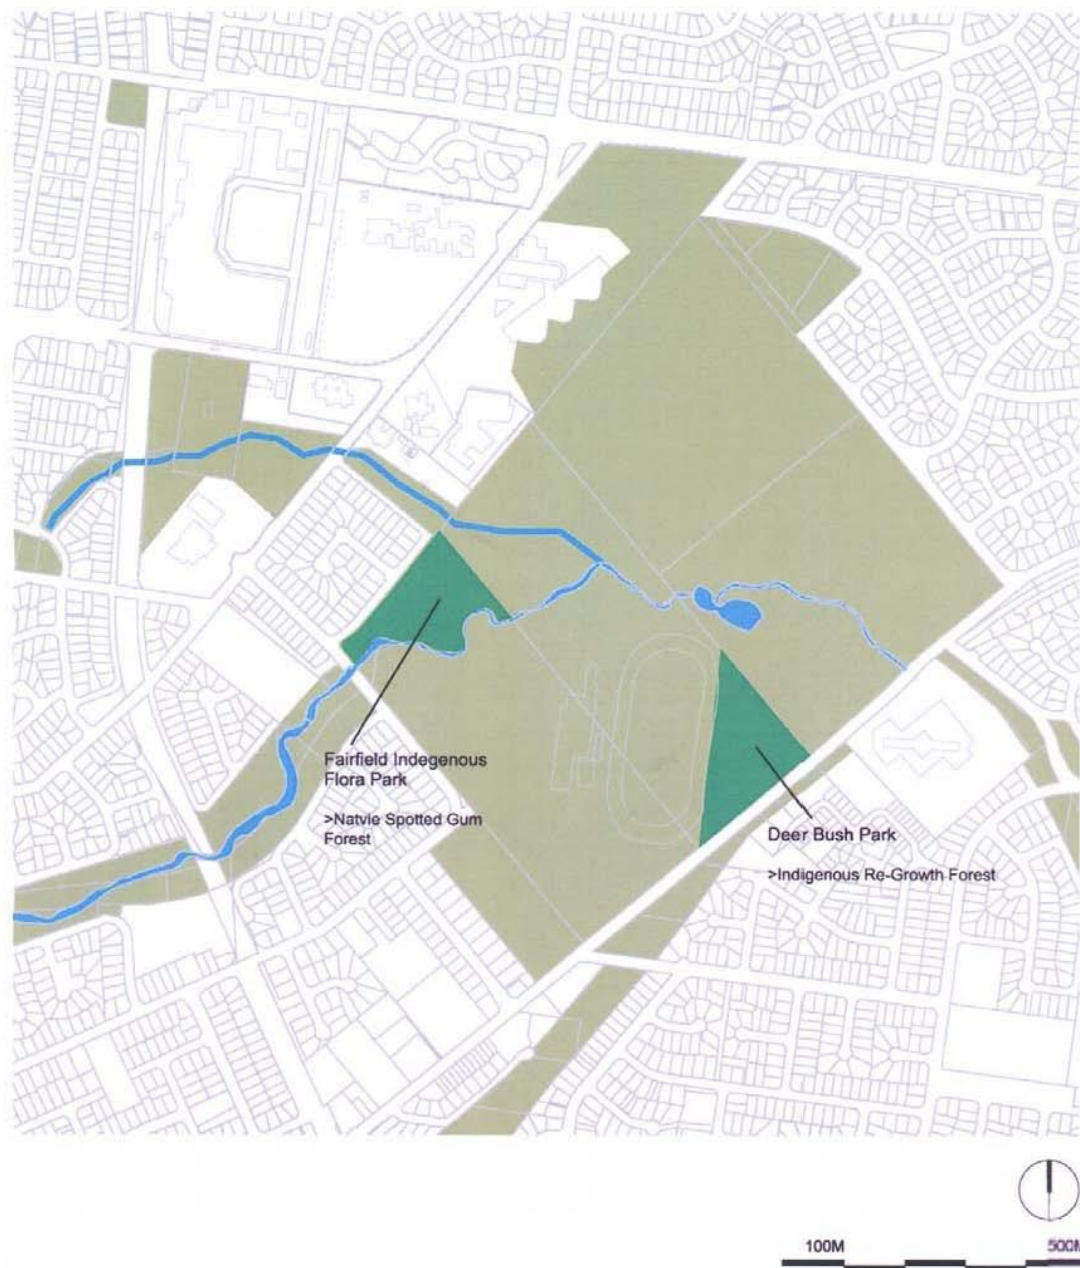 Fairfield Indegenous
Flora Park
>Natvie Spotted Gum
Forest
Deer Bush Park
>Indigenous Re-Growth Forest
100M
500M